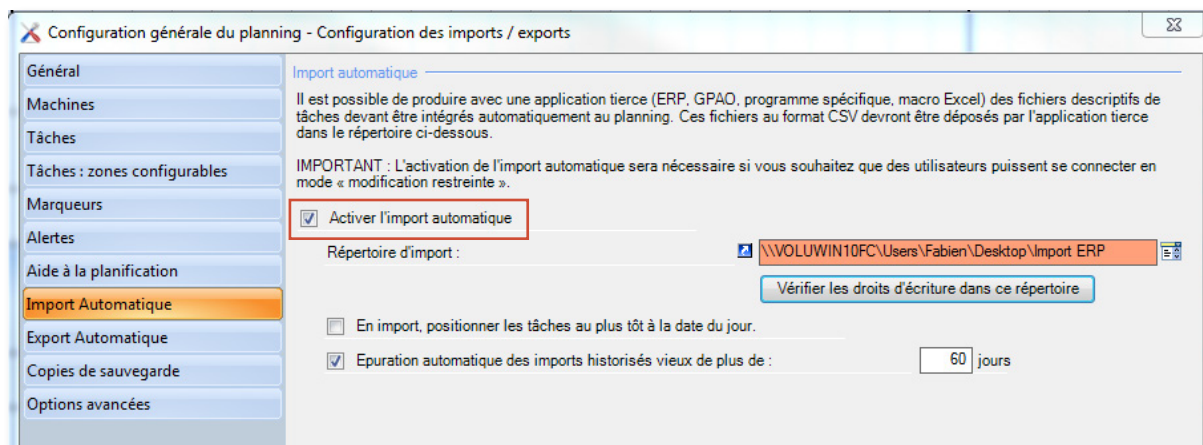 Configuration générale du planning - Configuration des imports / exports
Général
Machines
Tâches
Tâches : zones configurables
Marqueurs
Alertes
Aide à la planification
Import Automatique
Export Automatique
Copies de sauvegarde
Options avancées
Import automatique
Il est possible de produire avec une application tierce (ERP, GPAO, programme spécifique, macro Excel) des fichiers descriptifs de
tâches devant être intégrés automatiquement au planning. Ces fichiers au format CSV devront être déposés par l'application tierce
dans le répertoire ci-dessous.
IMPORTANT : L'activation de l'import automatique sera nécessaire si vous souhaitez que des utilisateurs puissent se connecter en
mode « modification restreinte ».
Activer l'import automatique
Répertoire d'import : \\VOLUWIN10FC\Users\Fabien\Desktop\Import ERP
Vérifier les droits d'écriture dans ce répertoire
En import, positionner les tâches au plus tôt à la date du jour.
Epuration automatique des imports historisés vieux de plus de : 60 jours